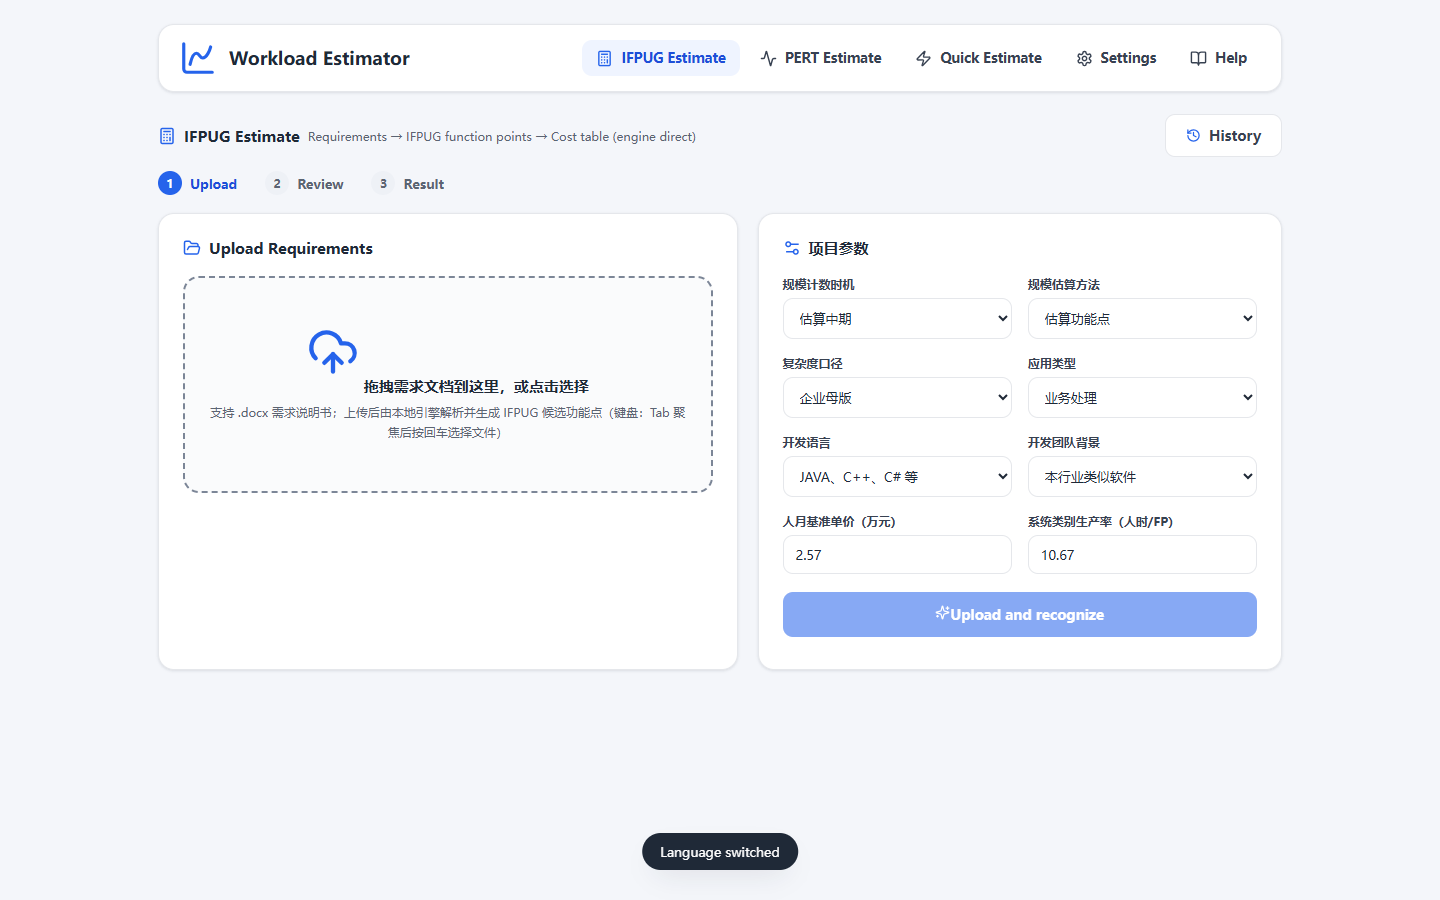 Workload Estimator
IFPUG Estimate
PERT Estimate
Quick Estimate
Settings
Help
IFPUG Estimate
Requirements → IFPUG function points → Cost table (engine direct)
History
1 Upload
2 Review
3 Result
Upload Requirements
拖拽需求文档到这里，或点击选择
支持 .docx 需求说明书；上传后由本地引擎解析并生成 IFPUG 候选功能点（键盘：Tab 聚
焦后按回车选择文件）
项目参数
规模计数时机
规模估算方法
估算中期
估算功能点
复杂度口径
应用类型
企业母版
业务处理
开发语言
开发团队背景
JAVA、C++、C# 等
本行业类似软件
人月基准单价（万元）
系统类别生产率（人时/FP）
2.57
10.67
Upload and recognize
Language switched